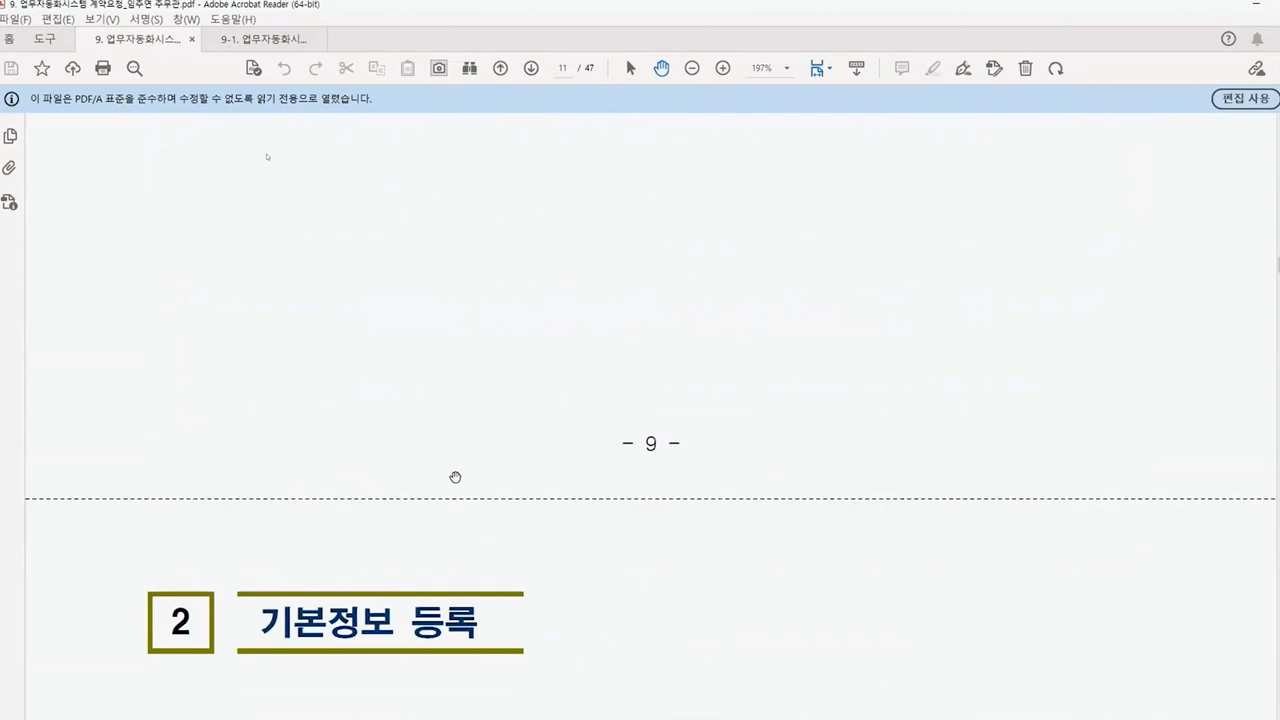 9. 업무자동화시스템 계약요청_임주연 주무관.pdf - Adobe Acrobat Reader (64-bit)
파일(F) 편집(E) 보기(V) 서명(S) 창(W) 도움말(H)
홈 도구 9. 업무자동화시스... × 9-1. 업무자동화시...
11 / 47 197%
이 파일은 PDF/A 표준을 준수하며 수정할 수 없도록 읽기 전용으로 열렸습니다. 편집 사용
- 9 -
2 기본정보 등록